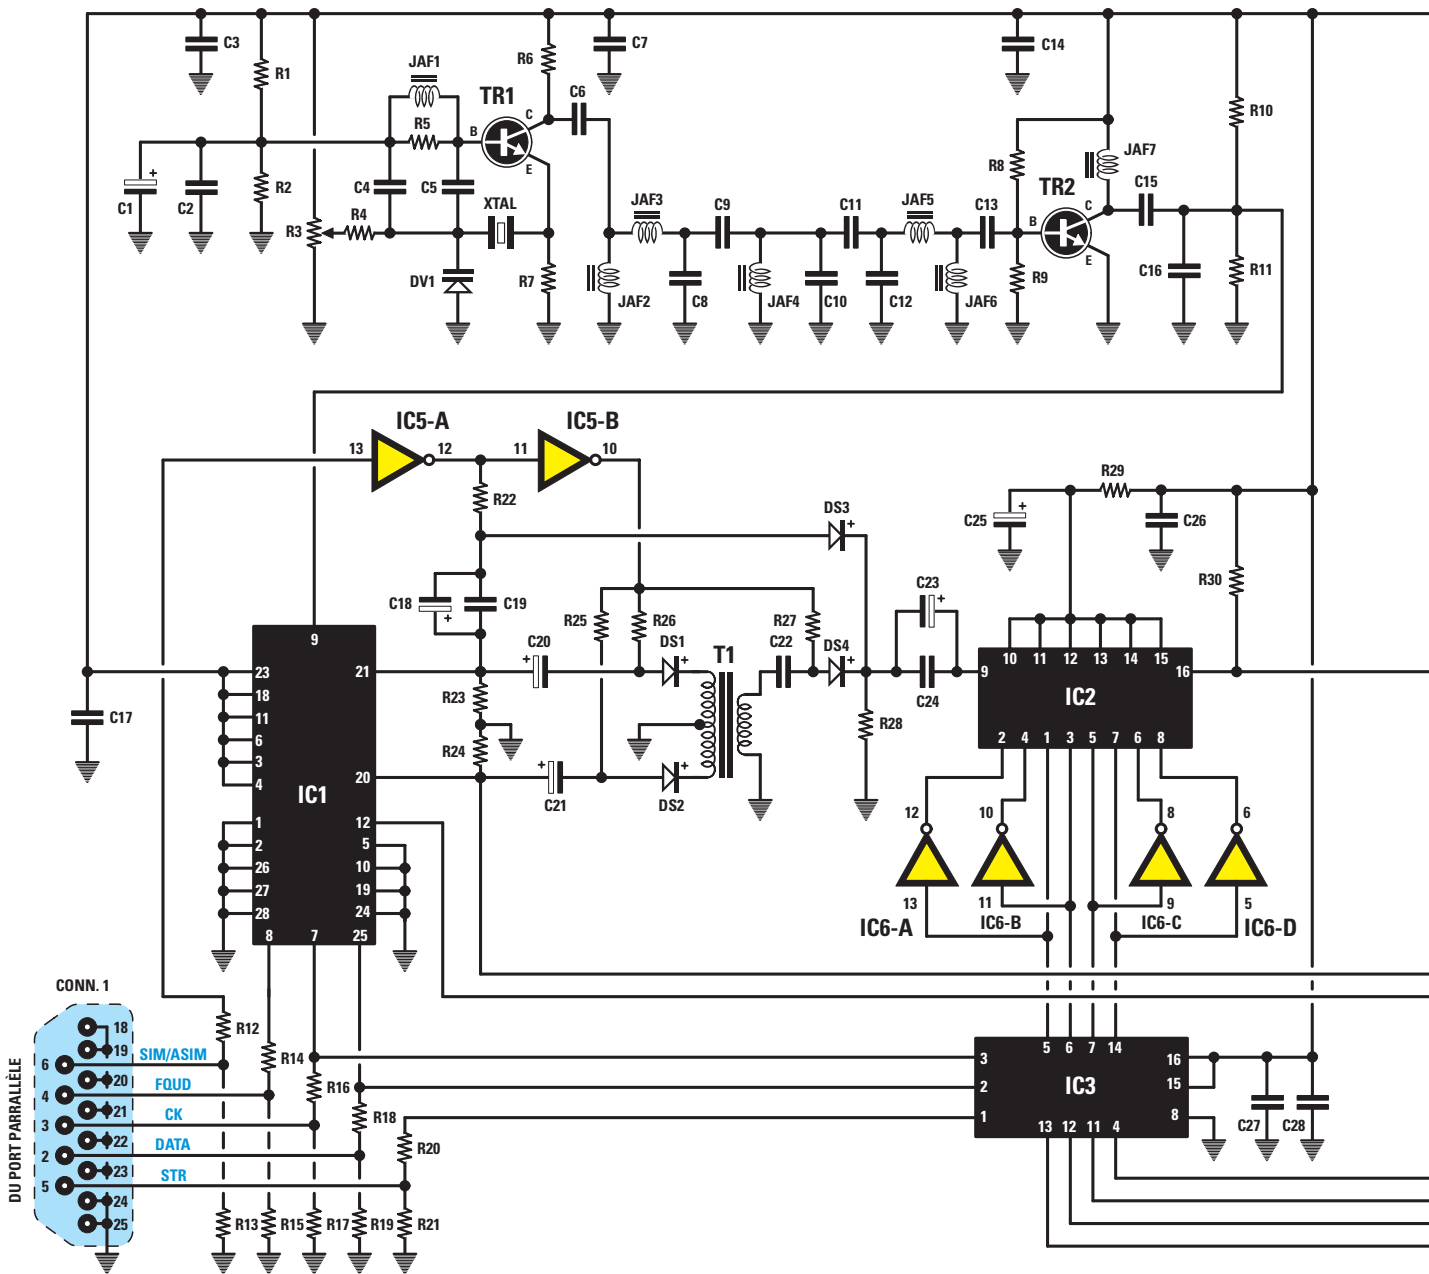 C3
R1
JAF1
R6
C7
C14
TR1
C6
C
R5
B
E
R10
R8
JAF7
TR2
C15
C
B
E
+
C1
C2
R2
C4
C5
XTAL
R3
R4
DV1
R7
JAF3
C9
C11
JAF5
C13
JAF2
C8
JAF4
C10
C12
JAF6
R9
C16
R11
IC5-A
IC5-B
13
12
11
10
R22
R29
DS3
+
C25
+
C26
C18
+
C19
C23
+
R30
R25
R26
R27
9
C20
+
DS1
+
T1
C22
DS4
+
10
11
12
13
14
15
23
21
9
16
18
R23
C24
IC2
11
R28
C17
6
R24
2
4
1
3
5
7
6
8
3
20
+
+
4
IC1
C21
DS2
12
10
8
6
1
12
2
5
26
10
27
19
13
11
9
5
28
24
IC6-A
IC6-B
IC6-C
IC6-D
8
7
25
CONN. 1
DU PORT PARRALLÈLE
18
R12
19
6
SIM/ASIM
R14
5
6
7
14
3
16
20
4
FQUD
R16
2
IC3
15
21
3
CK
R18
1
8
22
2
DATA
R20
13
12
11
4
C27
C28
23
5
STR
24
25
R13
R15
R17
R19
R21